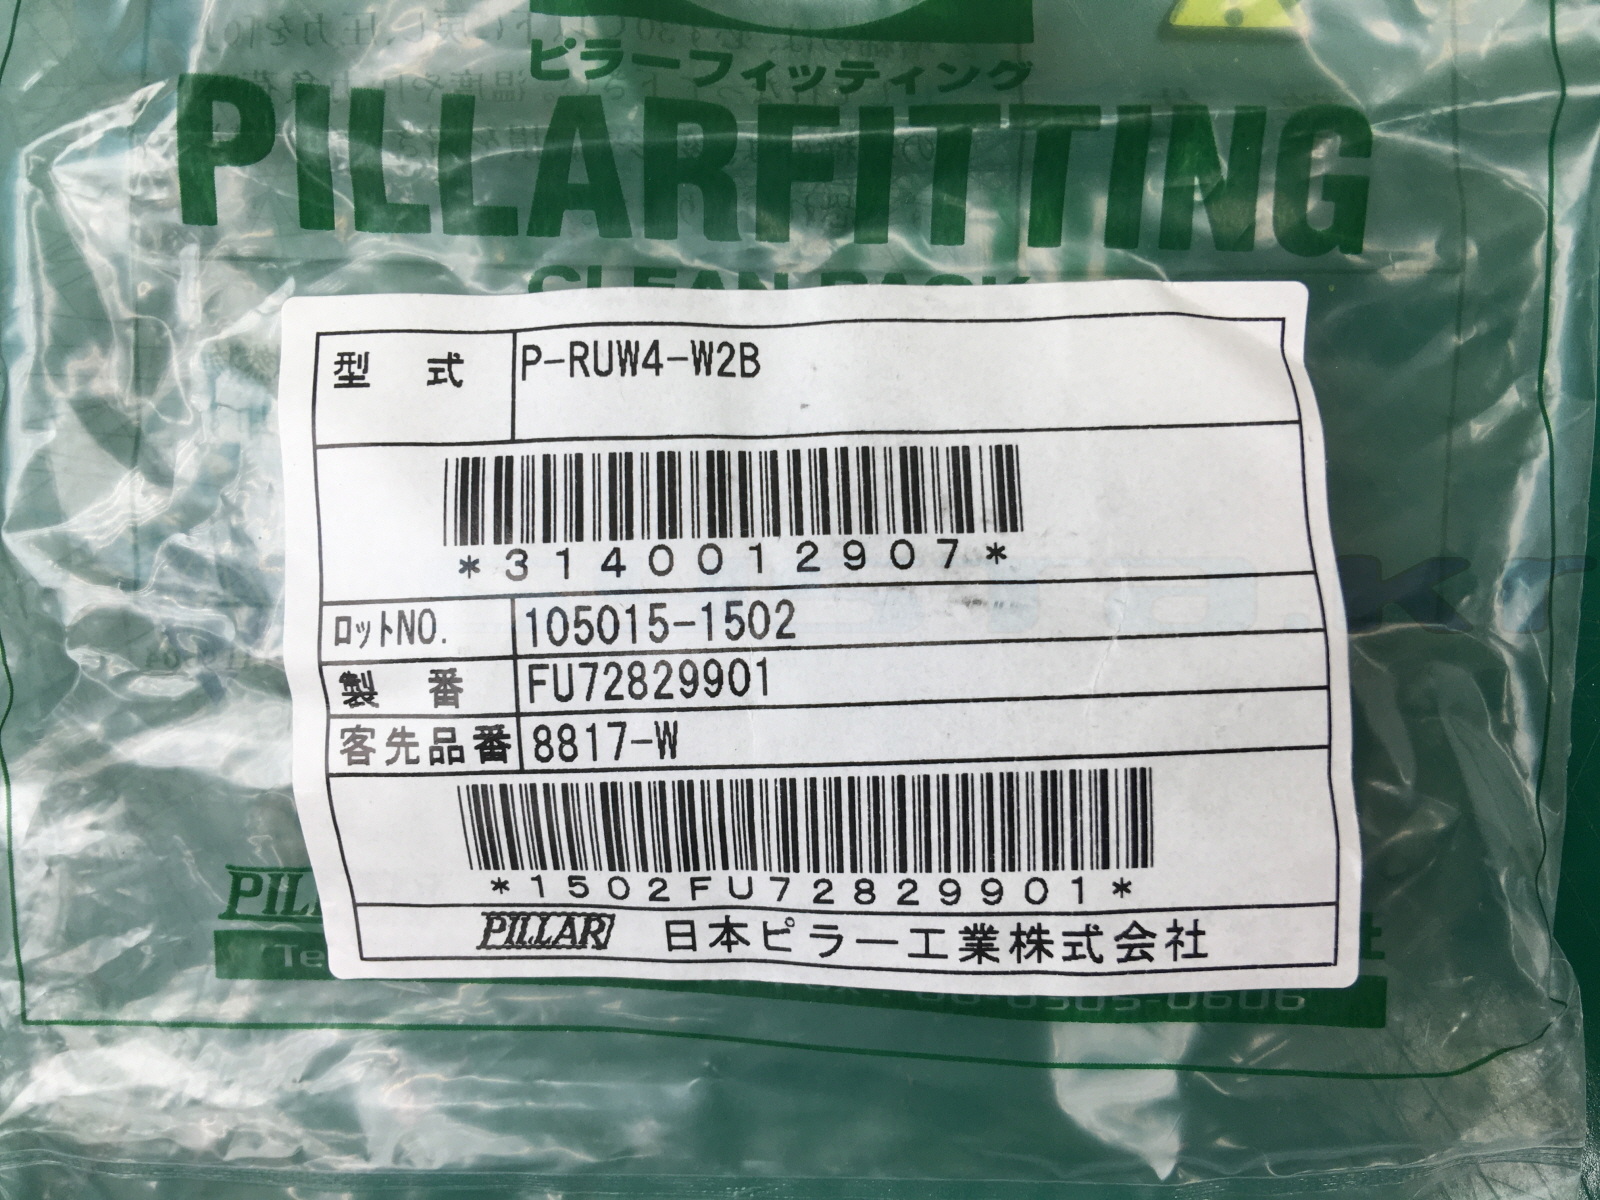 ピラーフィッティング
PILLARFITTING
CLEAN PACK
型 式 P-RUW4-W2B
*3140012907*
ロットNO. 105015-1502
製 番 FU72829901
客先品番 8817-W
*1502FU72829901*
PILLAR 日本ピラー工業株式会社